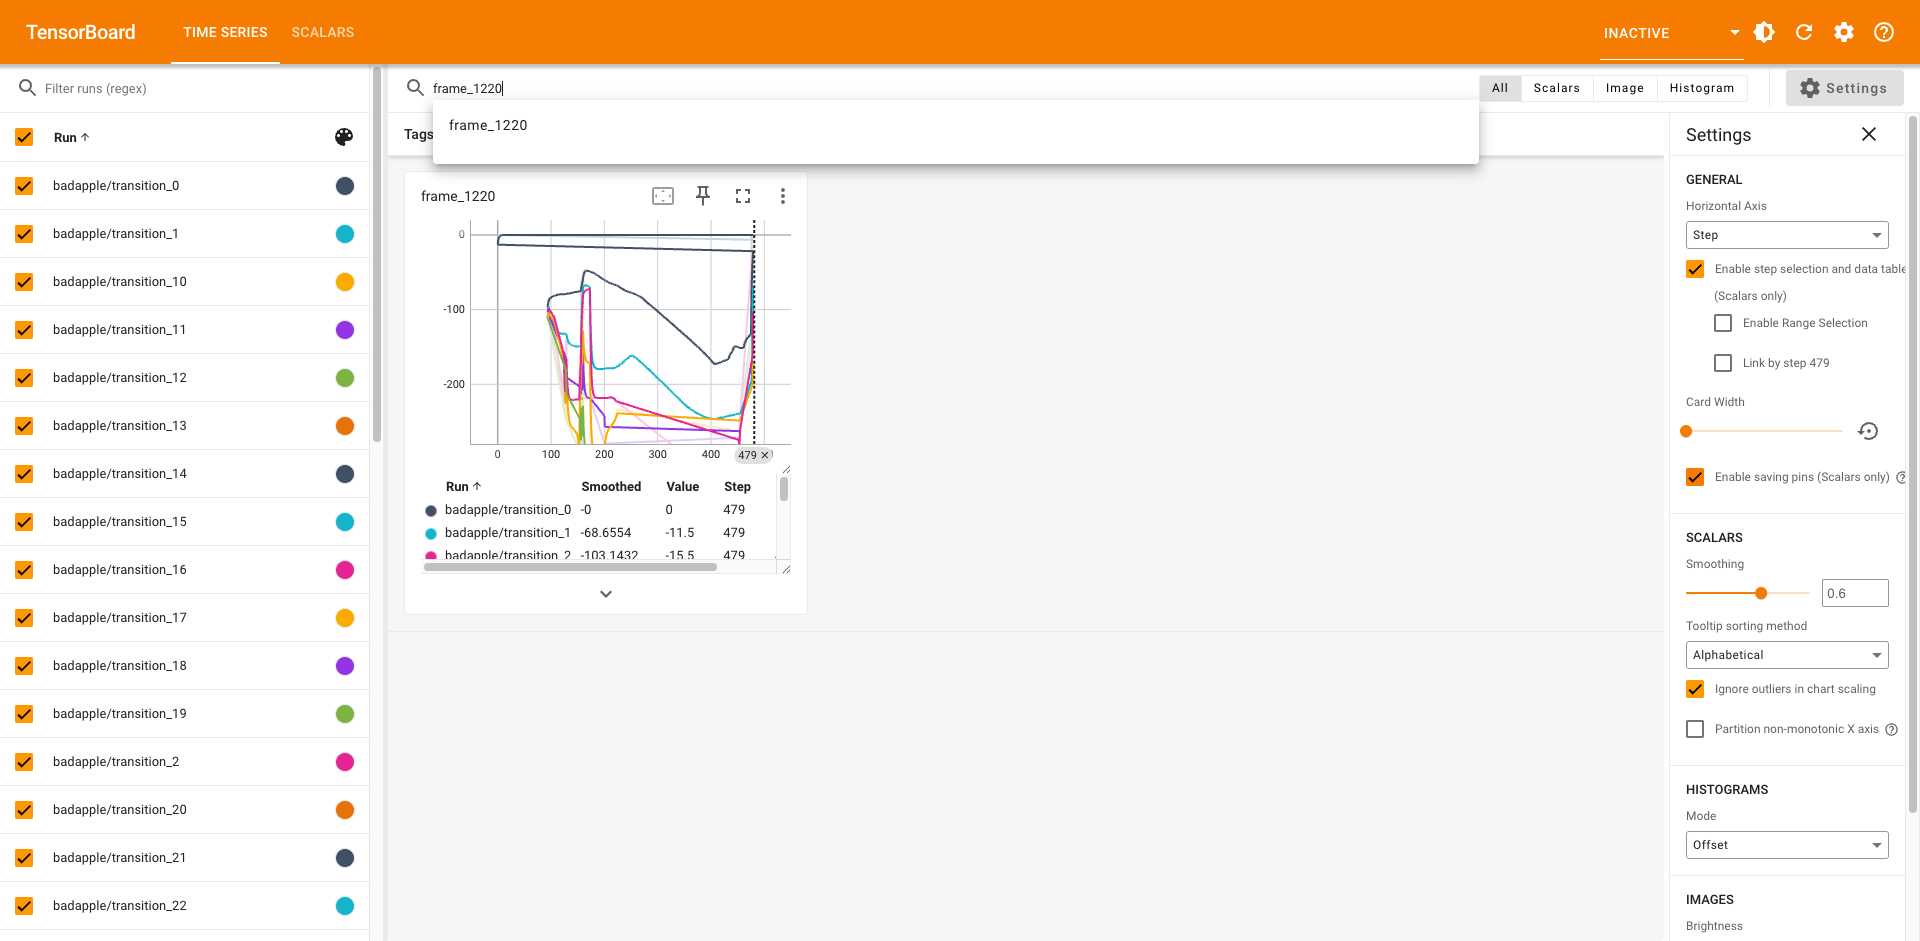 TensorBoard TIME SERIES SCALARS INACTIVE
Filter runs (regex)
frame_1220
All Scalars Image Histogram
Settings
frame_1220
Run
badapple/transition_0
badapple/transition_1
badapple/transition_10
badapple/transition_11
badapple/transition_12
badapple/transition_13
badapple/transition_14
badapple/transition_15
badapple/transition_16
badapple/transition_17
badapple/transition_18
badapple/transition_19
badapple/transition_2
badapple/transition_20
badapple/transition_21
badapple/transition_22
Tags
frame_1220
0
-100
-200
0 100 200 300 400 479
Run Smoothed Value Step
badapple/transition_0 -0 0 479
badapple/transition_1 -68.6554 -11.5 479
badapple/transition_2 -103.1432 -15.5 479
Settings
GENERAL
Horizontal Axis
Step
Enable step selection and data table
(Scalars only)
Enable Range Selection
Link by step 479
Card Width
Enable saving pins (Scalars only)
SCALARS
Smoothing
0.6
Tooltip sorting method
Alphabetical
Ignore outliers in chart scaling
Partition non-monotonic X axis
HISTOGRAMS
Mode
Offset
IMAGES
Brightness